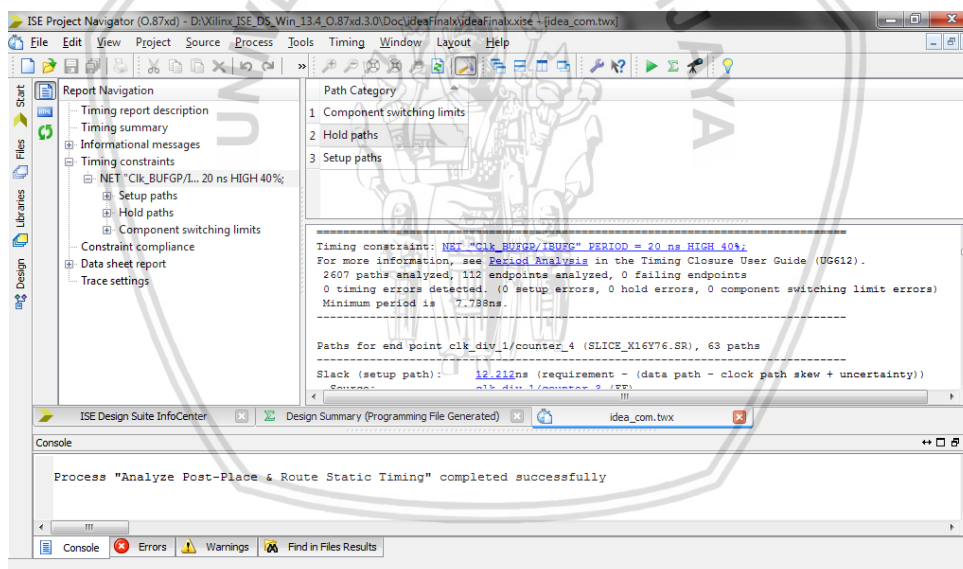 ISE Project Navigator (O.87xd) - D:\Xilinx_ISE_DS_Win_13.4_O.87xd.3.0\Doc\ideaFinalx\ideaFinalx.xise - [idea_com.twx]
File Edit View Project Source Process Tools Timing Window Layout Help
Start
Files
Libraries
Design
Report Navigation
Timing report description
Timing summary
Informational messages
Timing constraints
NET "Clk_BUFGP/I... 20 ns HIGH 40%;
Setup paths
Hold paths
Component switching limits
Constraint compliance
Data sheet report
Trace settings
Path Category
1 Component switching limits
2 Hold paths
3 Setup paths
Timing constraint: NET "Clk_BUFGP/IBUFG" PERIOD = 20 ns HIGH 40%;
For more information, see Period Analysis in the Timing Closure User Guide (UG612).
2607 paths analyzed, 112 endpoints analyzed, 0 failing endpoints
0 timing errors detected. (0 setup errors, 0 hold errors, 0 component switching limit errors)
Minimum period is 7.788ns.
Paths for end point clk_div_1/counter_4 (SLICE_X16Y76.SR), 63 paths
Slack (setup path): 12.212ns (requirement - (data path - clock path skew + uncertainty))
Source: clk_div_1/counter_3 (FF)
ISE Design Suite InfoCenter
Design Summary (Programming File Generated)
idea_com.twx
Console
Process "Analyze Post-Place & Route Static Timing" completed successfully
Console Errors Warnings Find in Files Results